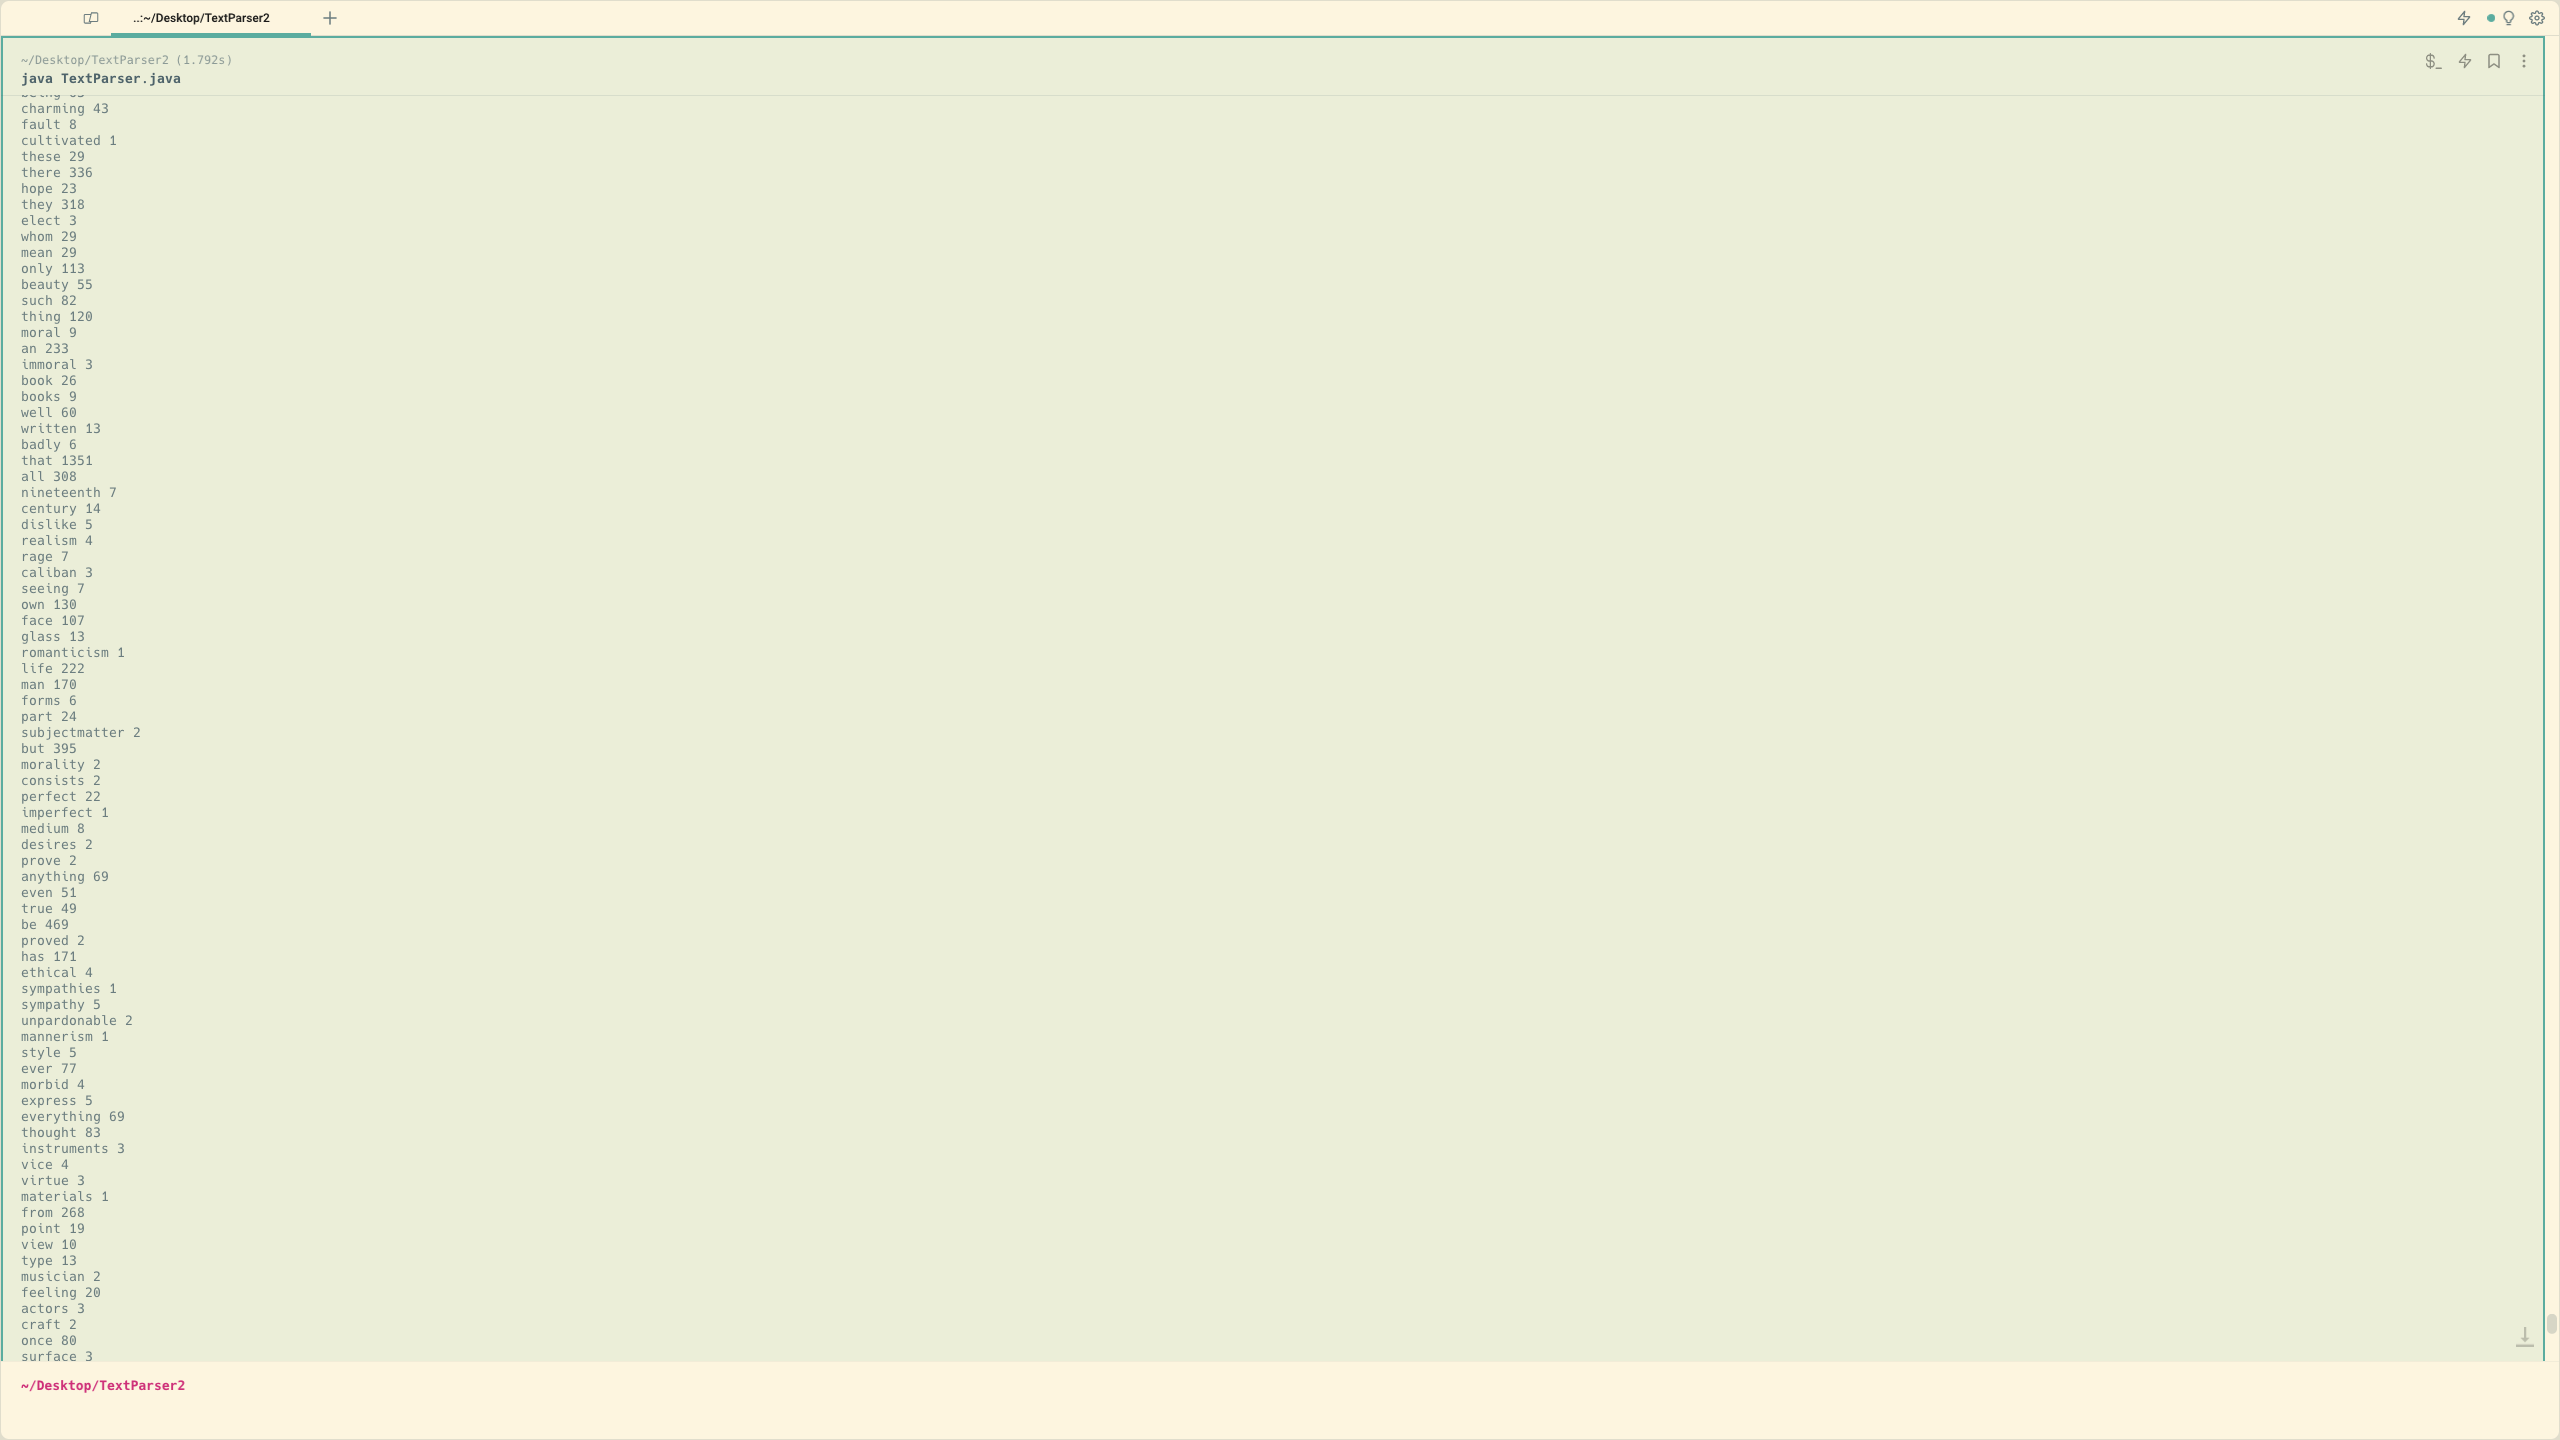 ..:~/Desktop/TextParser2
~/Desktop/TextParser2 (1.792s)
java TextParser.java
charming 43
fault 8
cultivated 1
these 29
there 336
hope 23
they 318
elect 3
whom 29
mean 29
only 113
beauty 55
such 82
thing 120
moral 9
an 233
immoral 3
book 26
books 9
well 60
written 13
badly 6
that 1351
all 308
nineteenth 7
century 14
dislike 5
realism 4
rage 7
caliban 3
seeing 7
own 130
face 107
glass 13
romanticism 1
life 222
man 170
forms 6
part 24
subjectmatter 2
but 395
morality 2
consists 2
perfect 22
imperfect 1
medium 8
desires 2
prove 2
anything 69
even 51
true 49
be 469
proved 2
has 171
ethical 4
sympathies 1
sympathy 5
unpardonable 2
mannerism 1
style 5
ever 77
morbid 4
express 5
everything 69
thought 83
instruments 3
vice 4
virtue 3
materials 1
from 268
point 19
view 10
type 13
musician 2
feeling 20
actors 3
craft 2
once 80
surface 3
~/Desktop/TextParser2